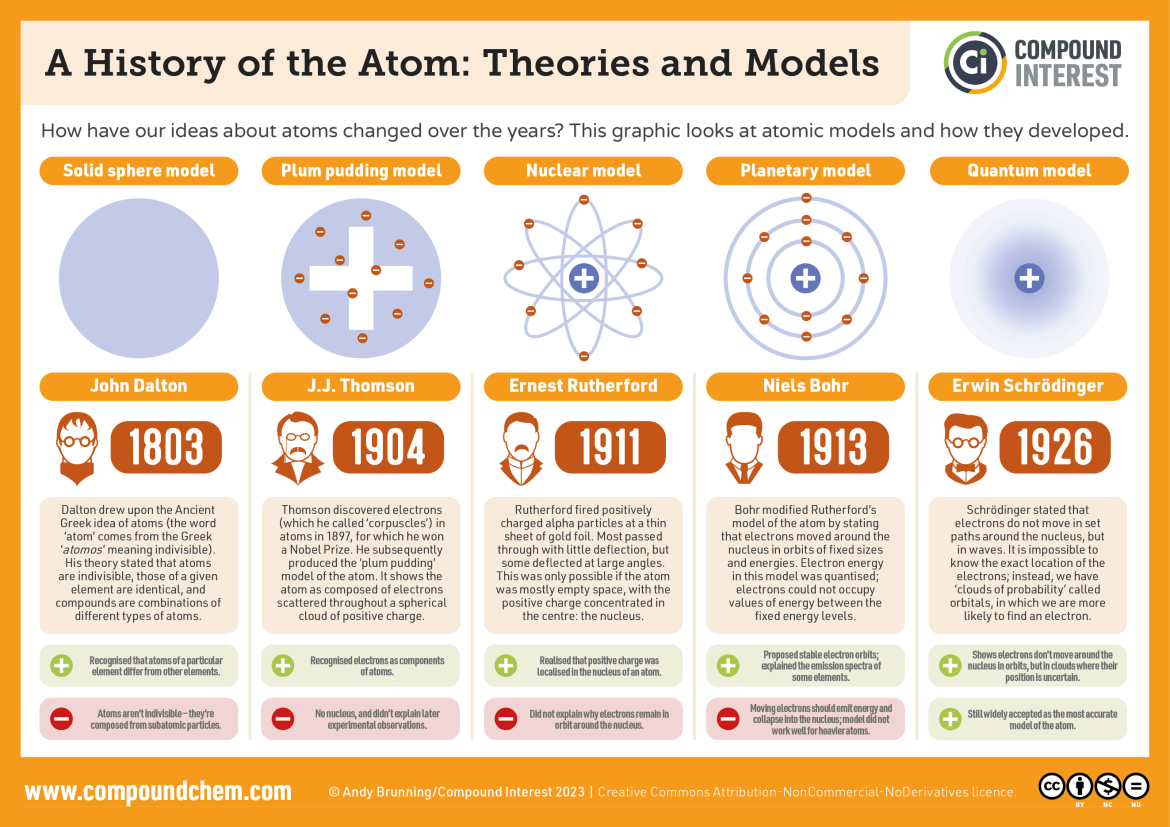 A History of the Atom: Theories and Models
Ci
COMPOUND
INTEREST
How have our ideas about atoms changed over the years? This graphic looks at atomic models and how they developed.
Solid sphere model
Plum pudding model
Nuclear model
Planetary model
Quantum model
John Dalton
J.J. Thomson
Ernest Rutherford
Niels Bohr
Erwin Schrödinger
1803
1904
1911
1913
1926
Dalton drew upon the Ancient
Greek idea of atoms (the word
‘atom’ comes from the Greek
‘atomos’ meaning indivisible).
His theory stated that atoms
are indivisible, those of a given
element are identical, and
compounds are combinations of
different types of atoms.
Thomson discovered electrons
(which he called ‘corpuscles’) in
atoms in 1897, for which he won
a Nobel Prize. He subsequently
produced the ‘plum pudding’
model of the atom. It shows the
atom as composed of electrons
scattered throughout a spherical
cloud of positive charge.
Rutherford fired positively
charged alpha particles at a thin
sheet of gold foil. Most passed
through with little deflection, but
some deflected at large angles.
This was only possible if the atom
was mostly empty space, with the
positive charge concentrated in
the centre: the nucleus.
Bohr modified Rutherford’s
model of the atom by stating
that electrons moved around the
nucleus in orbits of fixed sizes
and energies. Electron energy
in this model was quantised;
electrons could not occupy
values of energy between the
fixed energy levels.
Schrödinger stated that
electrons do not move in set
paths around the nucleus, but
in waves. It is impossible to
know the exact location of the
electrons; instead, we have
‘clouds of probability’ called
orbitals, in which we are more
likely to find an electron.
Recognised that atoms of a particular
element differ from other elements.
Recognised electrons as components
of atoms.
Realised that positive charge was
localised in the nucleus of an atom.
Proposed stable electron orbits;
explained the emission spectra of
some elements.
Shows electrons don’t move around the
nucleus in orbits, but in clouds where their
position is uncertain.
Atoms aren’t indivisible – they’re
composed from subatomic particles.
No nucleus, and didn’t explain later
experimental observations.
Did not explain why electrons remain in
orbit around the nucleus.
Moving electrons should emit energy and
collapse into the nucleus; model did not
work well for heavier atoms.
Still widely accepted as the most accurate
model of the atom.
www.compoundchem.com
© Andy Brunning/Compound Interest 2023 | Creative Commons Attribution-NonCommercial-NoDerivatives licence.
CC
BY
NC
ND